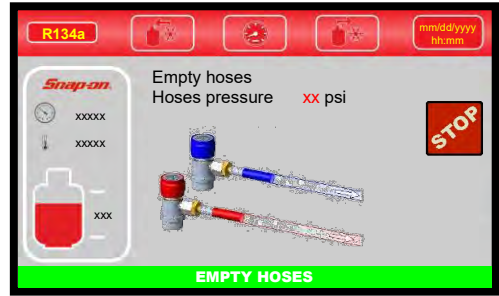 R134a
mm/dd/yyyy
hh:mm
Snap-on.
xxxxx
xxxxx
xxx
Empty hoses
Hoses pressure xx psi
STOP
EMPTY HOSES